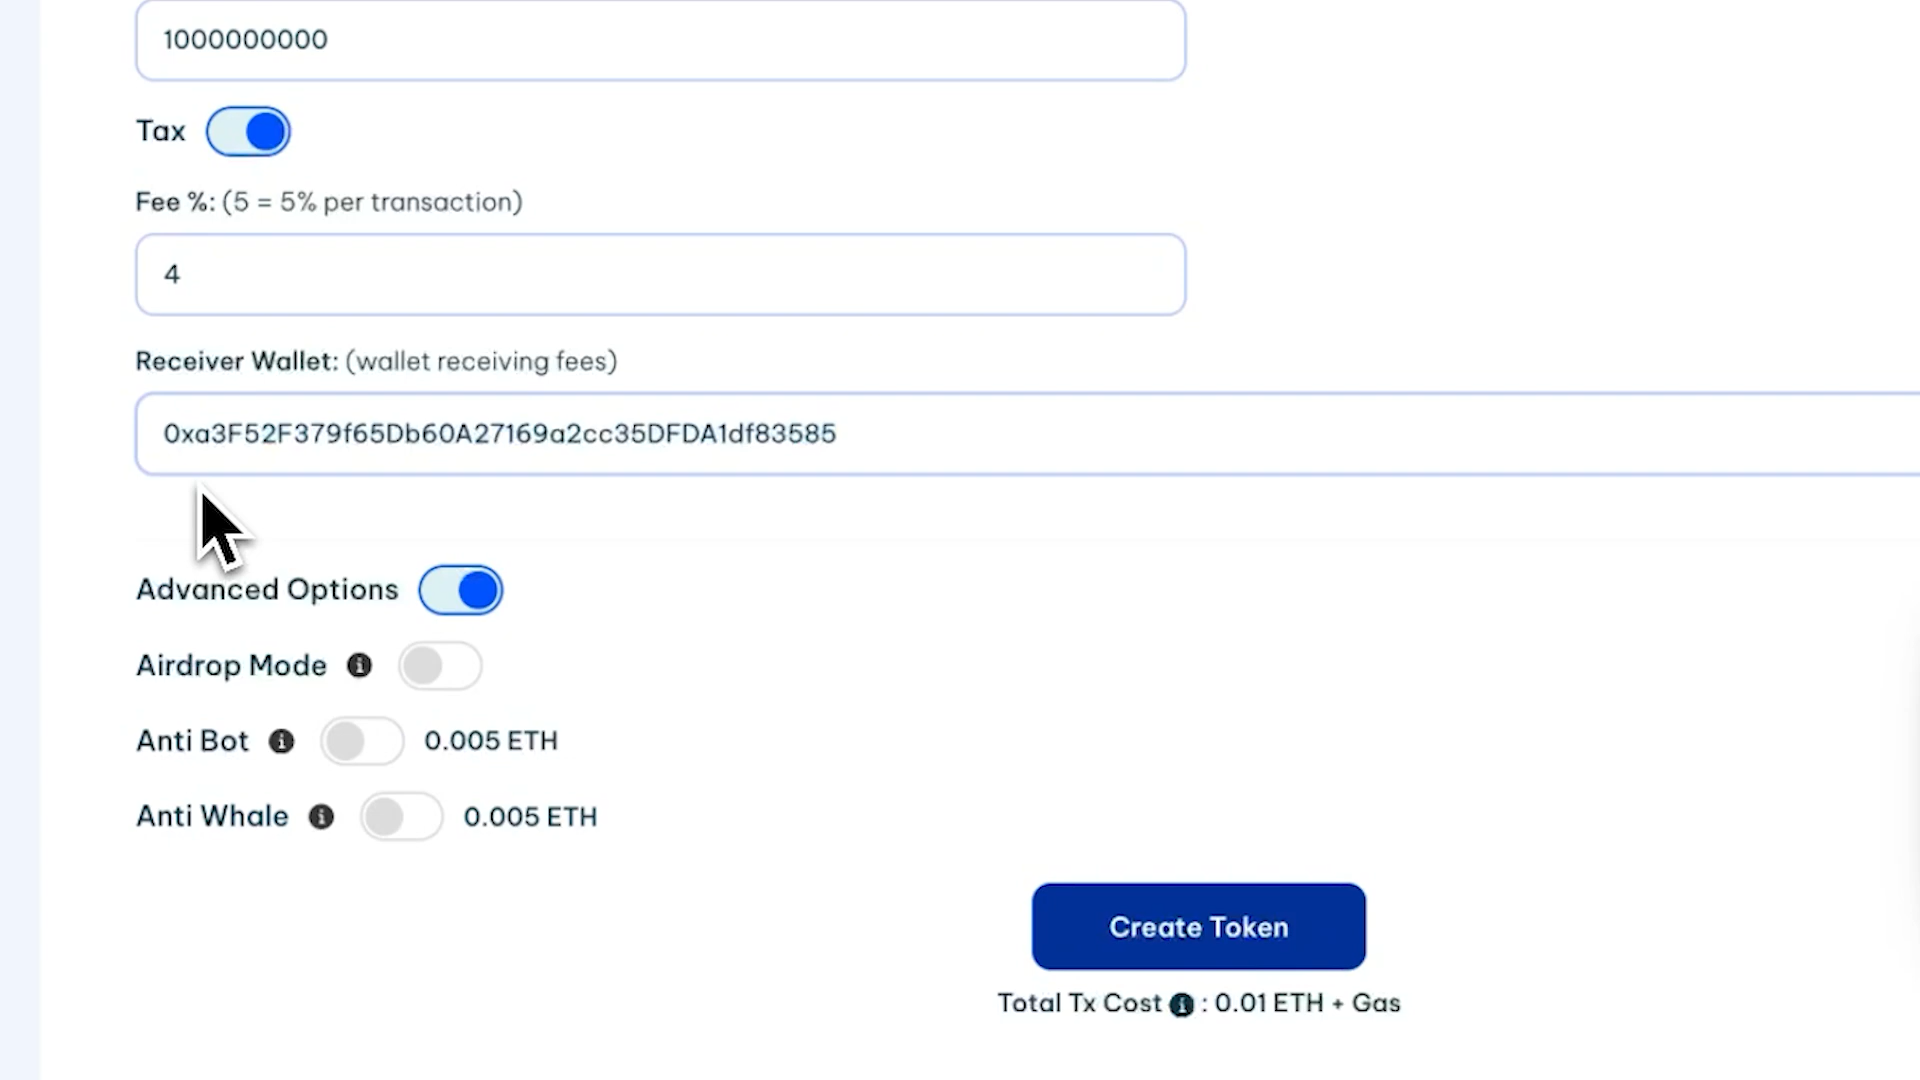 1000000000
Tax
Fee %: (5 = 5% per transaction)
4
Receiver Wallet: (wallet receiving fees)
0xa3F52F379f65Db60A27169a2cc35DFDA1df83585
Advanced Options
Airdrop Mode
Anti Bot 0.005 ETH
Anti Whale 0.005 ETH
Create Token
Total Tx Cost : 0.01 ETH + Gas